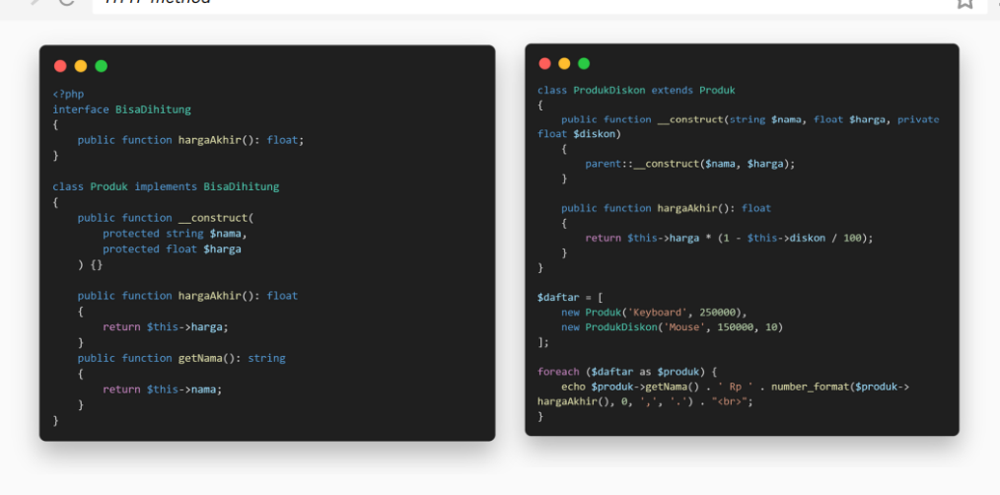 <?php
interface BisaDihitung
{
    public function hargaAkhir(): float;
}
class Produk implements BisaDihitung
{
    public function __construct(
        protected string $nama,
        protected float $harga
    ) {}
    public function hargaAkhir(): float
    {
        return $this->harga;
    }
    public function getNama(): string
    {
        return $this->nama;
    }
}
class ProdukDiskon extends Produk
{
    public function __construct(string $nama, float $harga, private
float $diskon)
    {
        parent::__construct($nama, $harga);
    }
    public function hargaAkhir(): float
    {
        return $this->harga * (1 - $this->diskon / 100);
    }
}
$daftar = [
    new Produk('Keyboard', 250000),
    new ProdukDiskon('Mouse', 150000, 10)
];
foreach ($daftar as $produk) {
    echo $produk->getNama() . ' Rp ' . number_format($produk->
hargaAkhir(), 0, ',', '.') . "<br>";
}